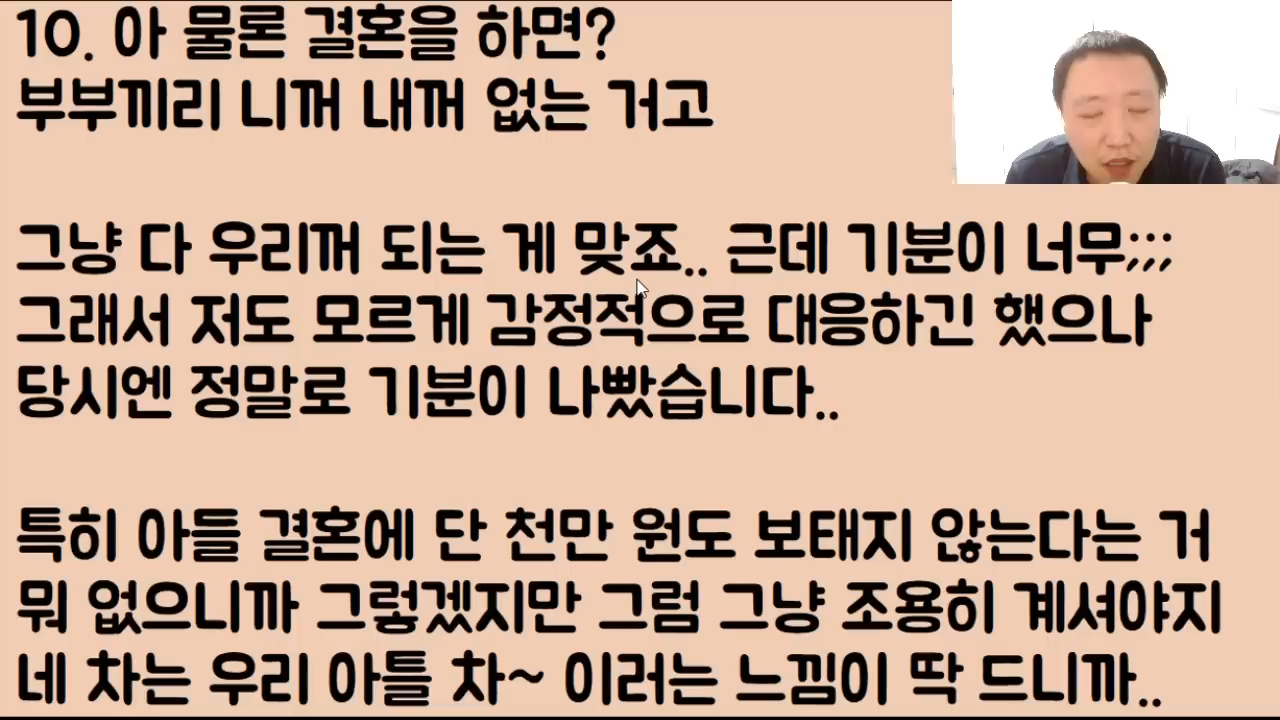 10. 아 물론 결혼을 하면?
부부끼리 니꺼 내꺼 없는 거고
그냥 다 우리꺼 되는 게 맞죠.. 근데 기분이 너무;;;
그래서 저도 모르게 감정적으로 대응하긴 했으나
당시엔 정말로 기분이 나빴습니다..
특히 아들 결혼에 단 천만 원도 보태지 않는다는 거
뭐 없으니까 그렇겠지만 그럼 그냥 조용히 계셔야지
네 차는 우리 아틀 차~ 이러는 느낌이 딱 드니까..